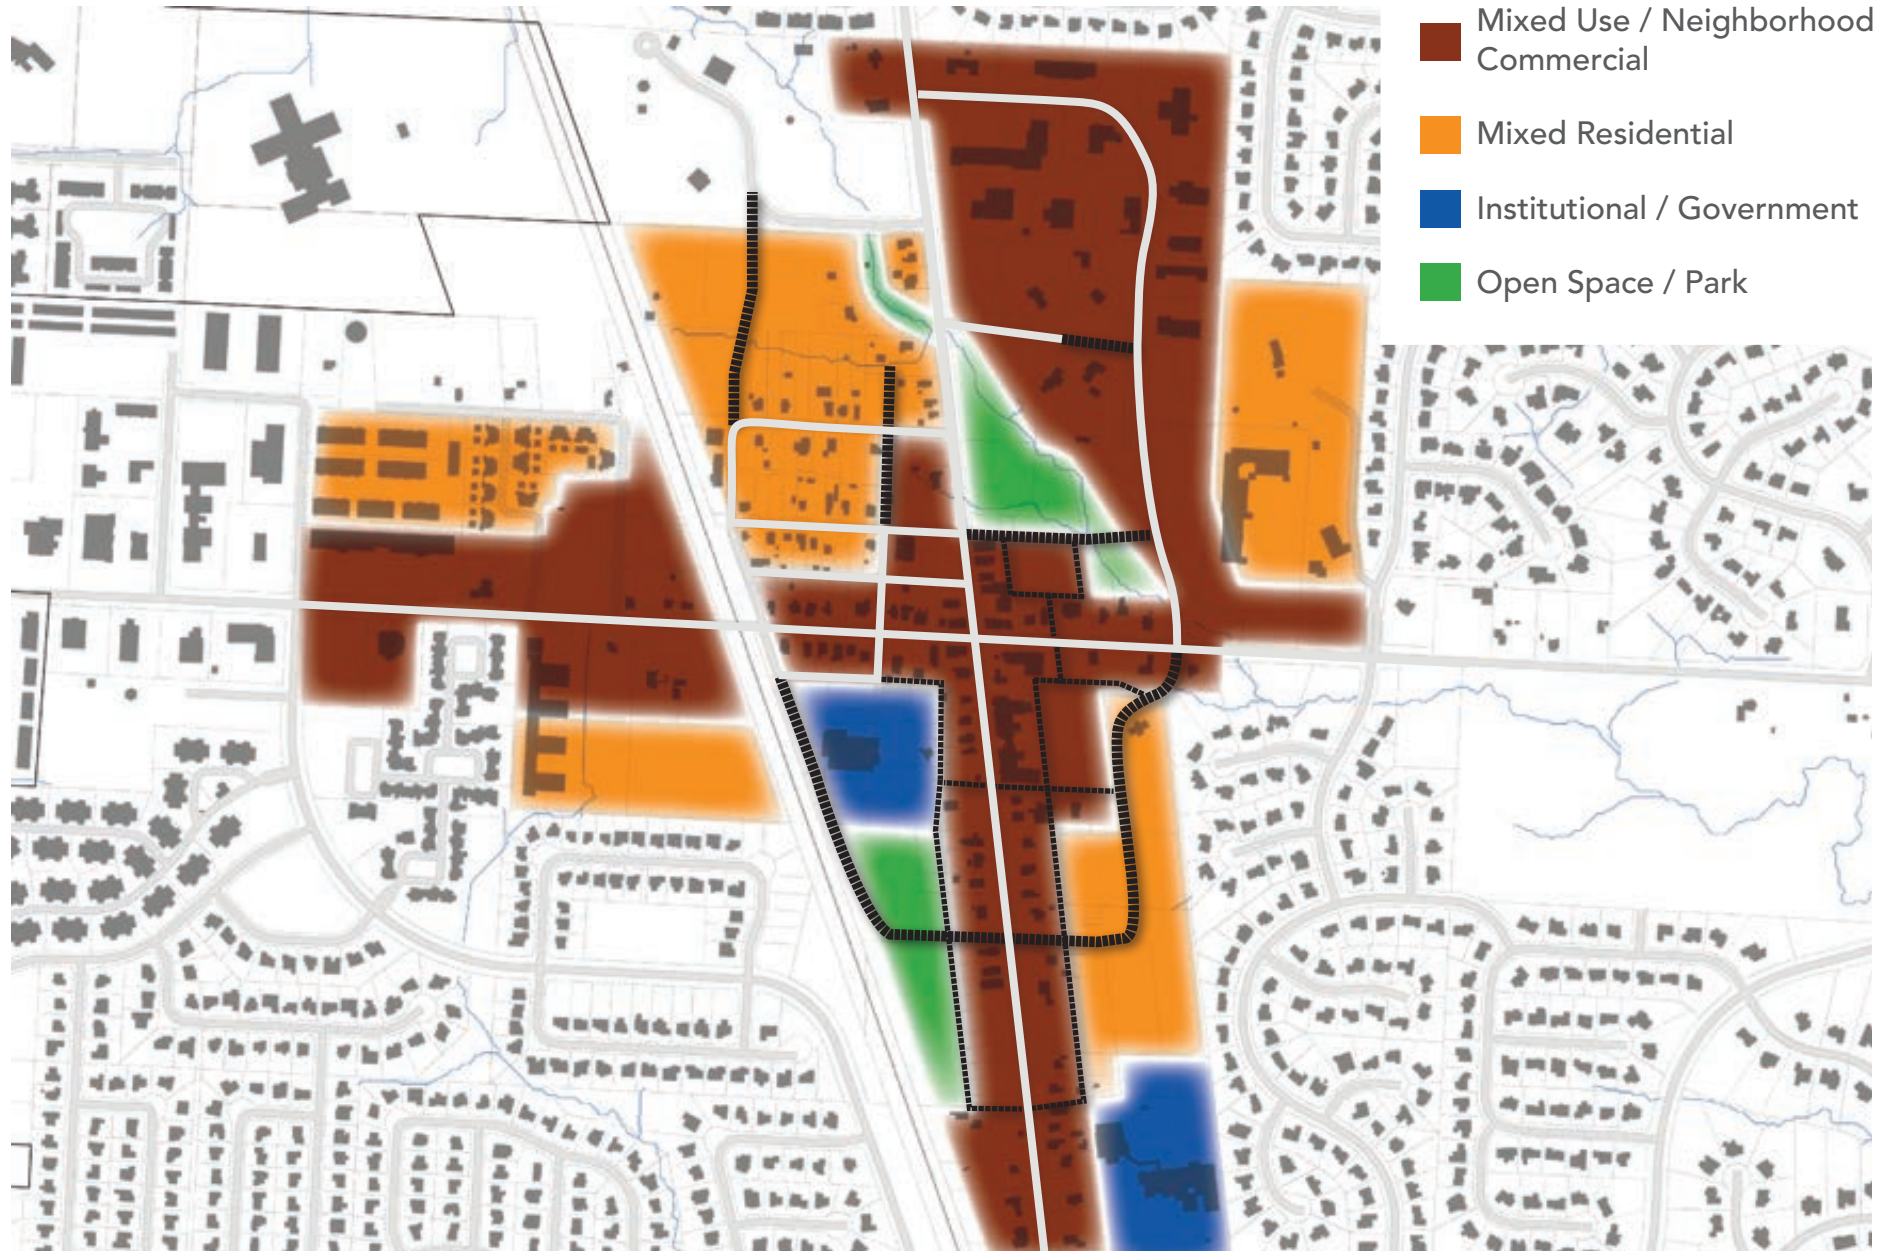 Mixed Use / Neighborhood
Commercial
Mixed Residential
Institutional / Government
Open Space / Park